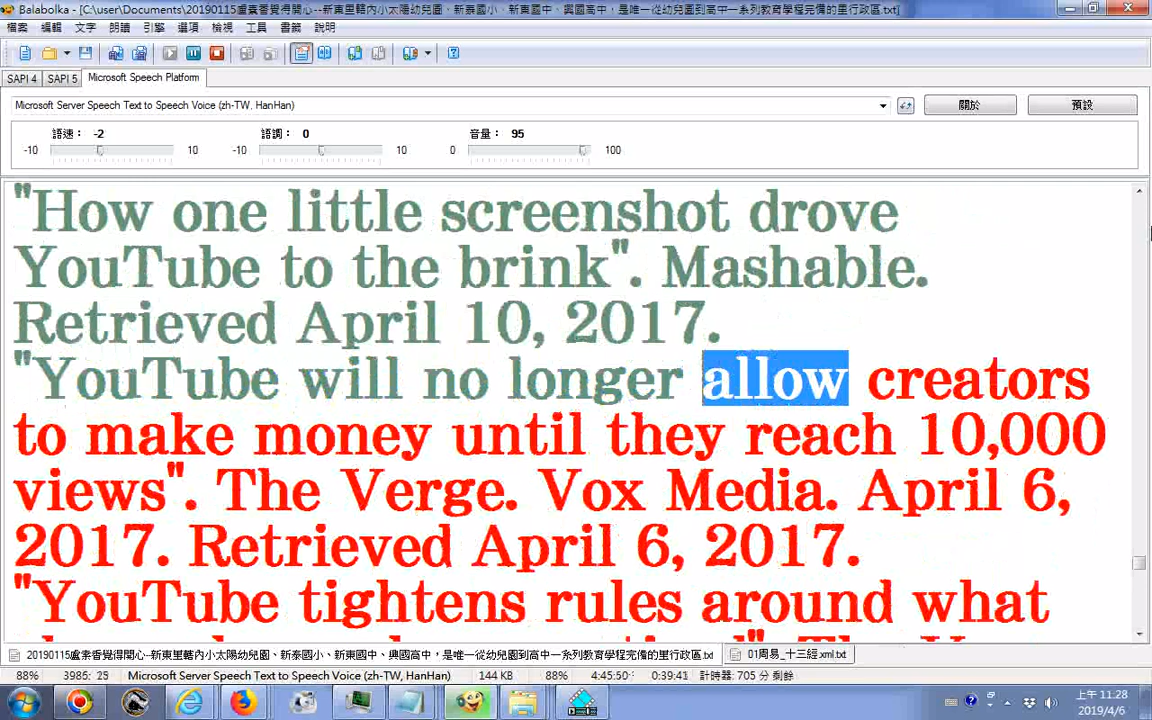 Balabolka - [C:\user\Documents\20190115盧素香覺得開心--新東里轄內小太陽幼兒園、新泰國小、新東國中、興國高中，是唯一從幼兒園到高中一系列教育學程完備的里行政區.txt]
檔案 編輯 文字 朗讀 引擎 選項 檢視 工具 書籤 說明
SAPI 4 SAPI 5 Microsoft Speech Platform
Microsoft Server Speech Text to Speech Voice (zh-TW, HanHan) 關於 預設
語速： -2 語調： 0 音量： 95
-10 10 -10 10 0 100
"How one little screenshot drove
YouTube to the brink". Mashable.
Retrieved April 10, 2017.
"YouTube will no longer allow creators
to make money until they reach 10,000
views". The Verge. Vox Media. April 6,
2017. Retrieved April 6, 2017.
"YouTube tightens rules around what
20190115盧素香覺得開心--新東里轄內小太陽幼兒園、新泰國小、新東國中、興國高中，是唯一從幼兒園到高中一系列教育學程完備的里行政區.txt 01周易_十三經.xml.txt
88% 3985: 25 Microsoft Server Speech Text to Speech Voice (zh-TW, HanHan) 144 KB 88% 4:45:50 0:39:41 計時器: 705 分 剩餘
上午 11:28
2019/4/6